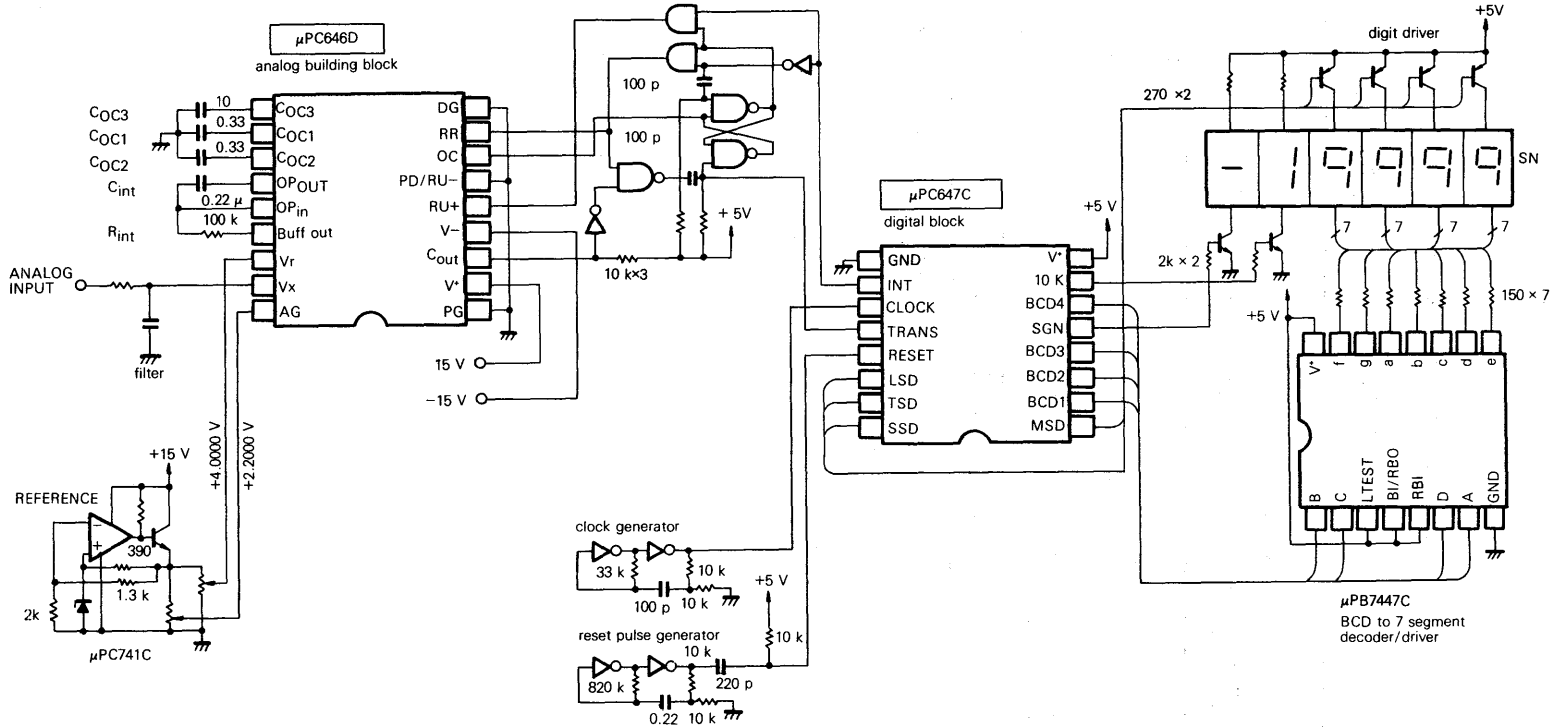 µPC646D
analog building block
COC3
COC1
COC2
Cint
Rint
10
0.33
0.33
0.22 µ
100 k
COC3
COC1
COC2
OPOUT
OPin
Buff out
Vr
Vx
AG
DG
RR
OC
PD/RU−
RU+
V−
Cout
V+
PG
ANALOG
INPUT
filter
15 V
−15 V
100 p
100 p
+ 5V
10 k×3
+4.0000 V
+2.2000 V
REFERENCE
+15 V
−
+
390
1.3 k
2k
µPC741C
clock generator
33 k
100 p
10 k
10 k
reset pulse generator
820 k
0.22
10 k
10 k
220 p
+5 V
10 k
µPC647C
digital block
GND
INT
CLOCK
TRANS
RESET
LSD
TSD
SSD
V+
10 K
BCD4
SGN
BCD3
BCD2
BCD1
MSD
+5 V
digit driver
+5V
270 ×2
- 1 9 9 9 9
SN
7
7
7
7
2k × 2
150 × 7
+5 V
V+
f
g
a
b
c
d
e
B
C
LTEST
BI/RBO
RBI
D
A
GND
µPB7447C
BCD to 7 segment
decoder/driver